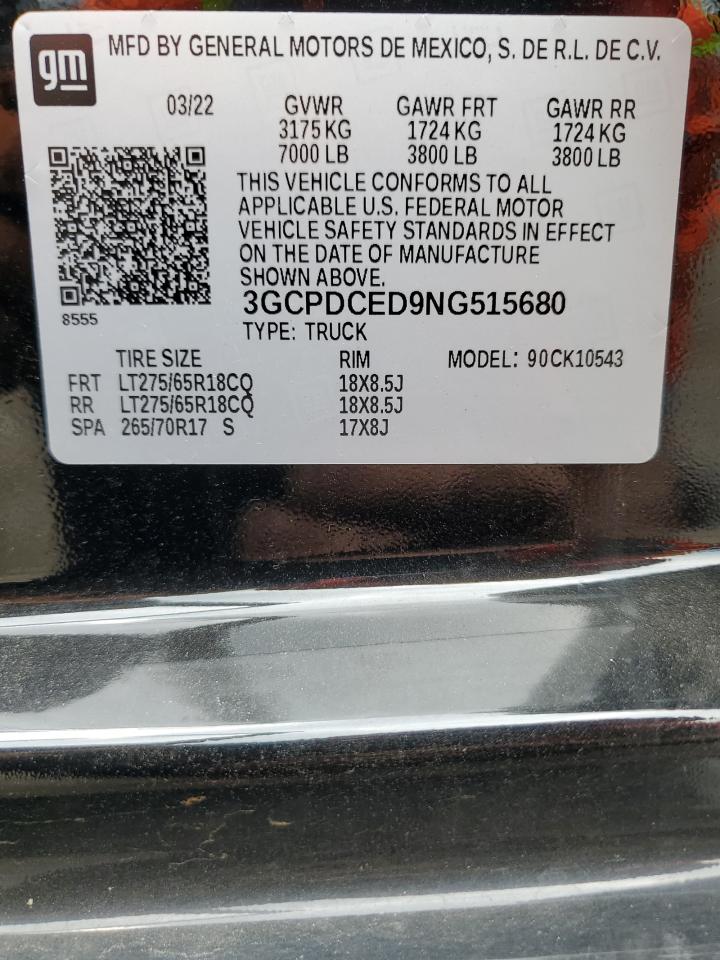 gm
MFD BY GENERAL MOTORS DE MEXICO, S. DE R.L. DE C.V.
03/22 GVWR GAWR FRT GAWR RR
3175 KG 1724 KG 1724 KG
7000 LB 3800 LB 3800 LB
THIS VEHICLE CONFORMS TO ALL
APPLICABLE U.S. FEDERAL MOTOR
VEHICLE SAFETY STANDARDS IN EFFECT
ON THE DATE OF MANUFACTURE
SHOWN ABOVE.
3GCPDCED9NG515680
8555
TYPE: TRUCK
TIRE SIZE RIM MODEL: 90CK10543
FRT LT275/65R18CQ 18X8.5J
RR LT275/65R18CQ 18X8.5J
SPA 265/70R17 S 17X8J